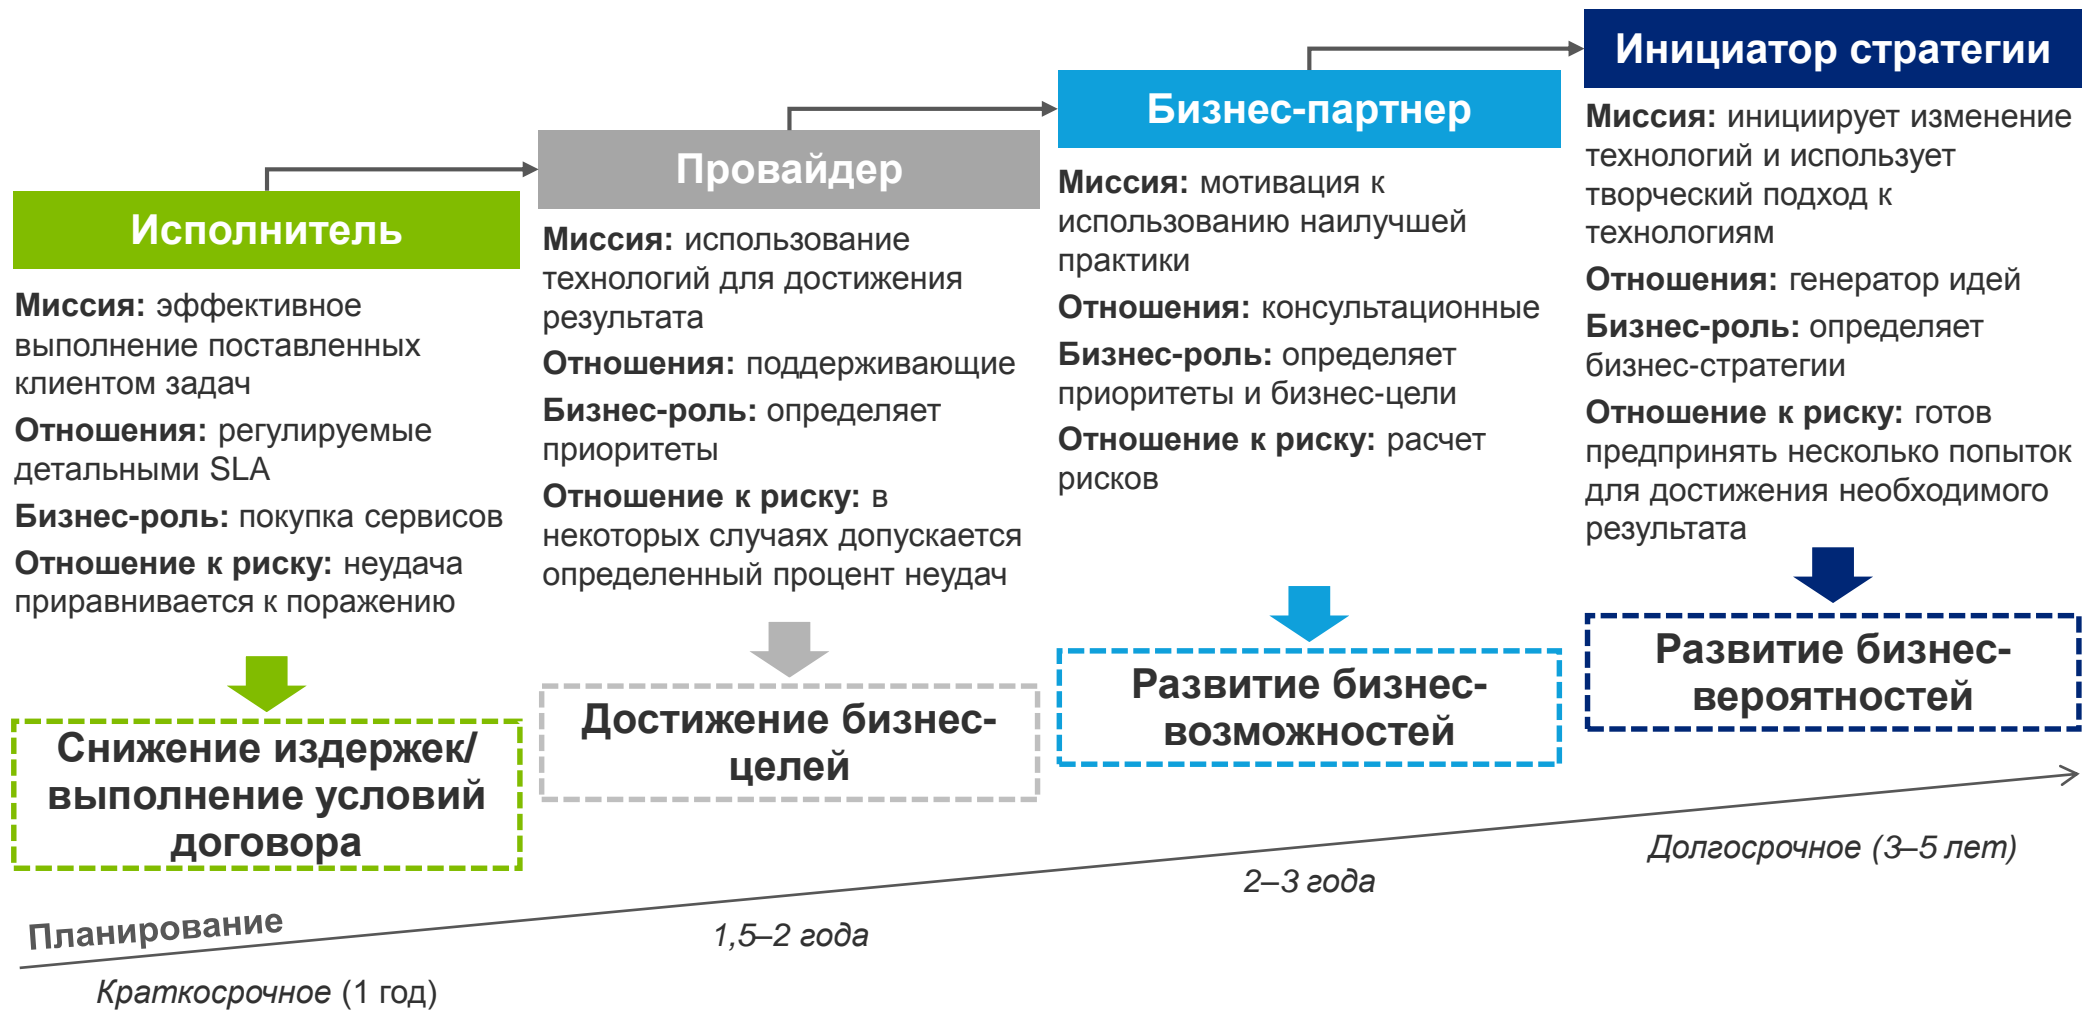 Исполнитель
Миссия: эффективное
выполнение поставленных
клиентом задач
Отношения: регулируемые
детальными SLA
Бизнес-роль: покупка сервисов
Отношение к риску: неудача
приравнивается к поражению
Снижение издержек/
выполнение условий
договора
Провайдер
Миссия: использование
технологий для достижения
результата
Отношения: поддерживающие
Бизнес-роль: определяет
приоритеты
Отношение к риску: в
некоторых случаях допускается
определенный процент неудач
Достижение бизнес-
целей
Бизнес-партнер
Миссия: мотивация к
использованию наилучшей
практики
Отношения: консультационные
Бизнес-роль: определяет
приоритеты и бизнес-цели
Отношение к риску: расчет
рисков
Развитие бизнес-
возможностей
Инициатор стратегии
Миссия: инициирует изменение
технологий и использует
творческий подход к
технологиям
Отношения: генератор идей
Бизнес-роль: определяет
бизнес-стратегии
Отношение к риску: готов
предпринять несколько попыток
для достижения необходимого
результата
Развитие бизнес-
вероятностей
Планирование
Краткосрочное (1 год)
1,5–2 года
2–3 года
Долгосрочное (3–5 лет)